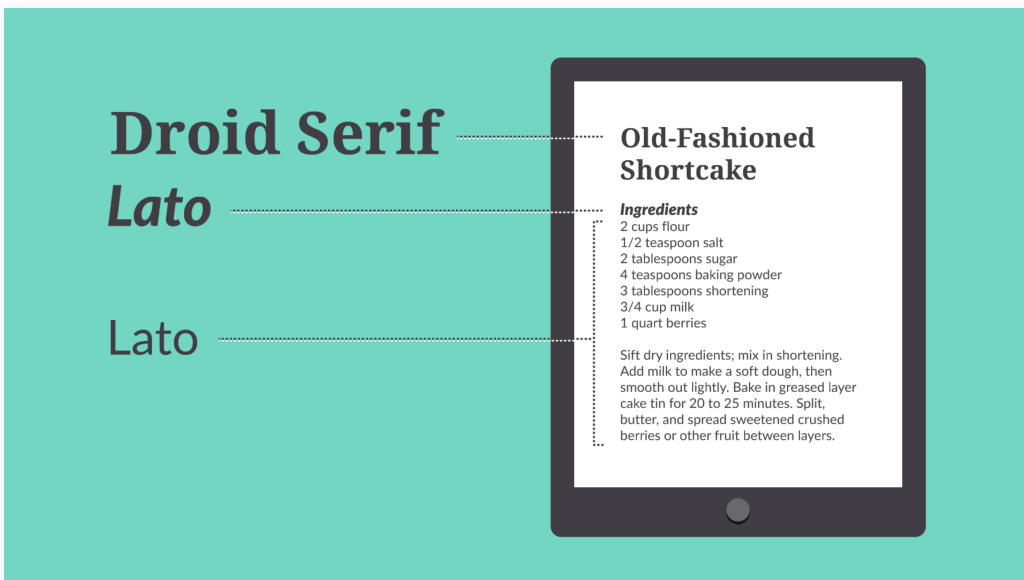 Droid Serif
Lato
Lato
Old-Fashioned
Shortcake
Ingredients
2 cups flour
1/2 teaspoon salt
2 tablespoons sugar
4 teaspoons baking powder
3 tablespoons shortening
3/4 cup milk
1 quart berries
Sift dry ingredients; mix in shortening.
Add milk to make a soft dough, then
smooth out lightly. Bake in greased layer
cake tin for 20 to 25 minutes. Split,
butter, and spread sweetened crushed
berries or other fruit between layers.